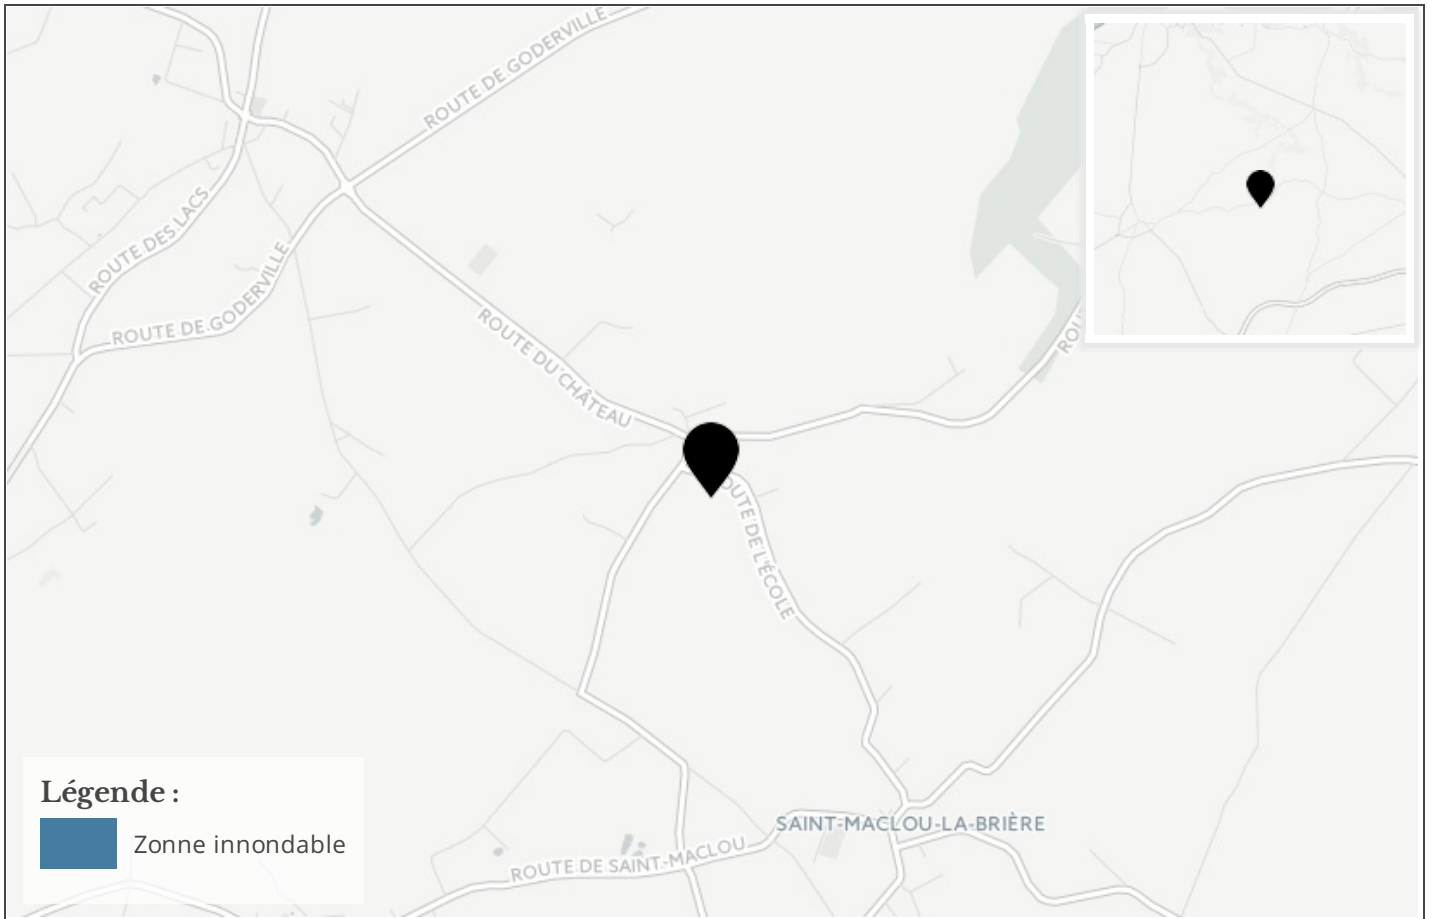 ROUTE DE GODERVILLE
ROUTE DES LACS
ROUTE DE GODERVILLE
ROUTE DU CHÂTEAU
ROUTE DE L'ÉCOLE
SAINT-MACLOU-LA-BRIÈRE
ROUTE DE SAINT-MACLOU
Légende :
Zonne innondable